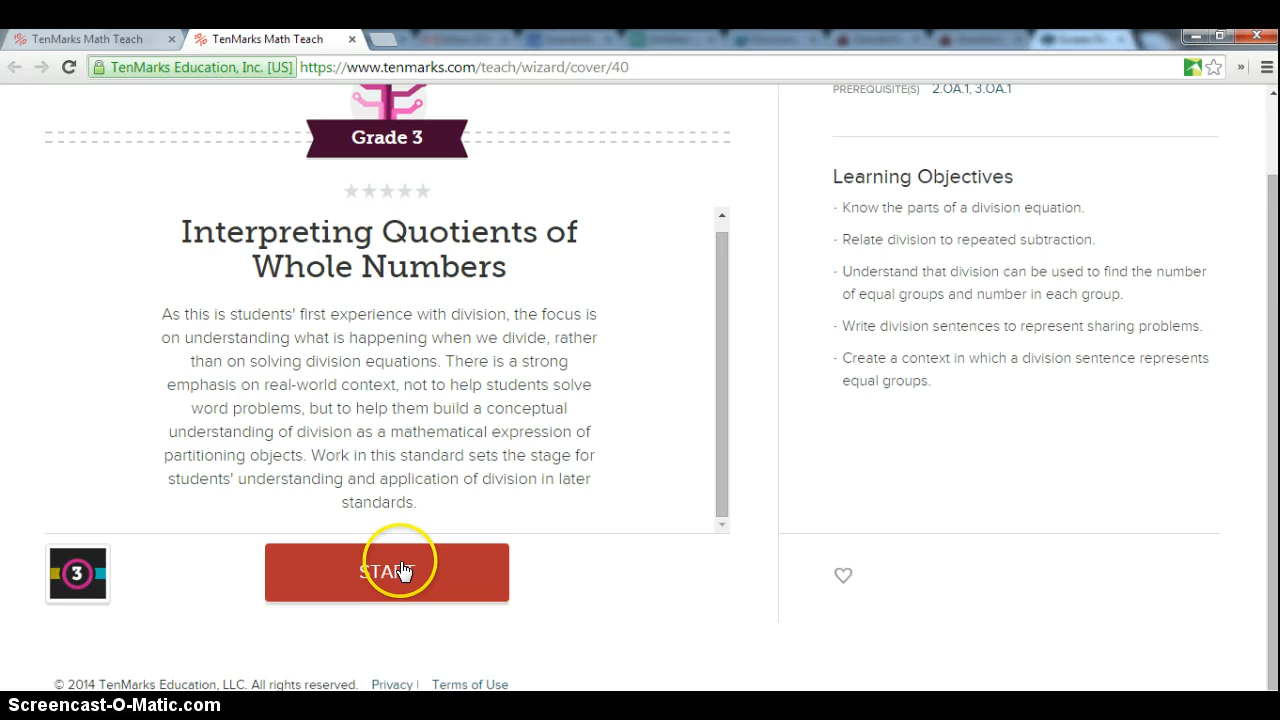 TenMarks Math Teach
TenMarks Math Teach
TenMarks Education, Inc. [US] https://www.tenmarks.com/teach/wizard/cover/40
Grade 3
Interpreting Quotients of
Whole Numbers
As this is students' first experience with division, the focus is
on understanding what is happening when we divide, rather
than on solving division equations. There is a strong
emphasis on real-world context, not to help students solve
word problems, but to help them build a conceptual
understanding of division as a mathematical expression of
partitioning objects. Work in this standard sets the stage for
students' understanding and application of division in later
standards.
3
START
PREREQUISITE(S) 2.OA.1, 3.OA.1
Learning Objectives
- Know the parts of a division equation.
- Relate division to repeated subtraction.
- Understand that division can be used to find the number
of equal groups and number in each group.
- Write division sentences to represent sharing problems.
- Create a context in which a division sentence represents
equal groups.
© 2014 TenMarks Education, LLC. All rights reserved. Privacy | Terms of Use
Screencast-O-Matic.com